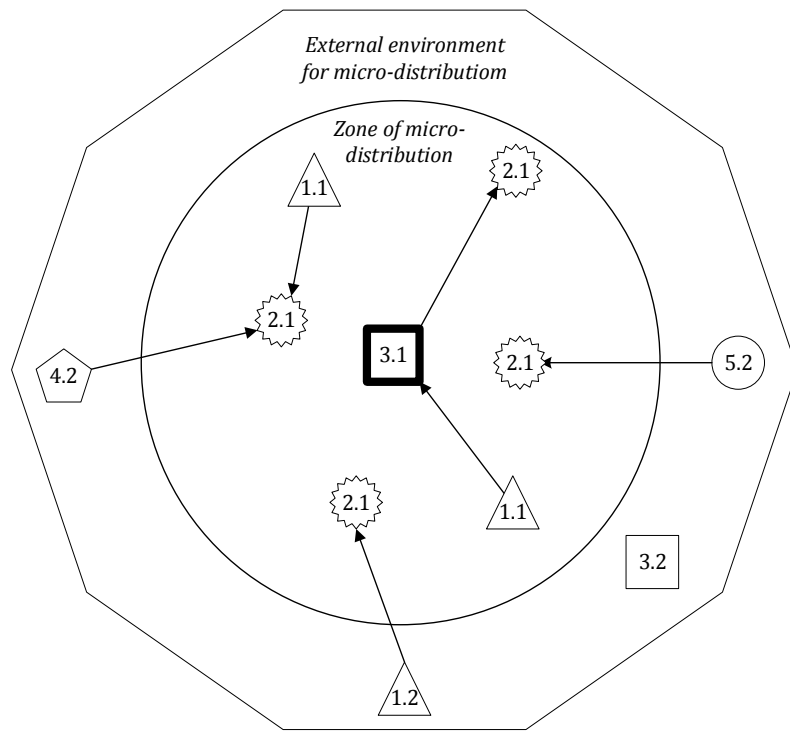 External environment
for micro-distributiom
Zone of micro-
distribution
2.1
1.1
2.1
3.1
2.1
5.2
4.2
2.1
1.1
3.2
1.2